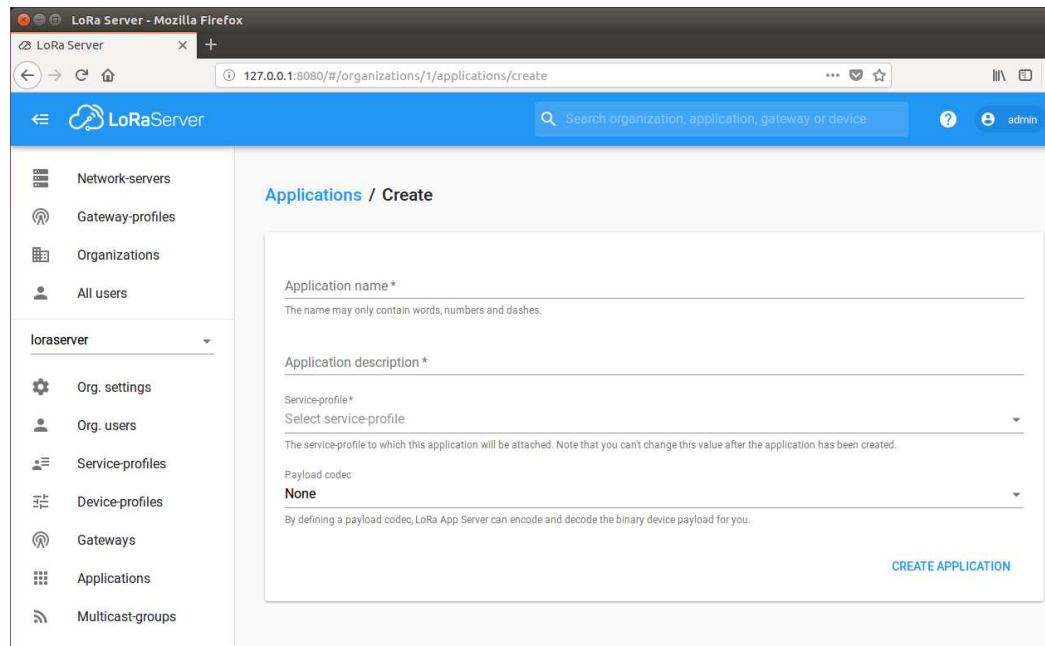 LoRa Server - Mozilla Firefox
LoRa Server × +
127.0.0.1:8080/#/organizations/1/applications/create
LoRaServer
Search organization, application, gateway or device
? admin
Network-servers
Gateway-profiles
Organizations
All users
loraserver
Org. settings
Org. users
Service-profiles
Device-profiles
Gateways
Applications
Multicast-groups
Applications / Create
Application name *
The name may only contain words, numbers and dashes.
Application description *
Service-profile *
Select service-profile
The service-profile to which this application will be attached. Note that you can't change this value after the application has been created.
Payload codec
None
By defining a payload codec, LoRa App Server can encode and decode the binary device payload for you.
CREATE APPLICATION